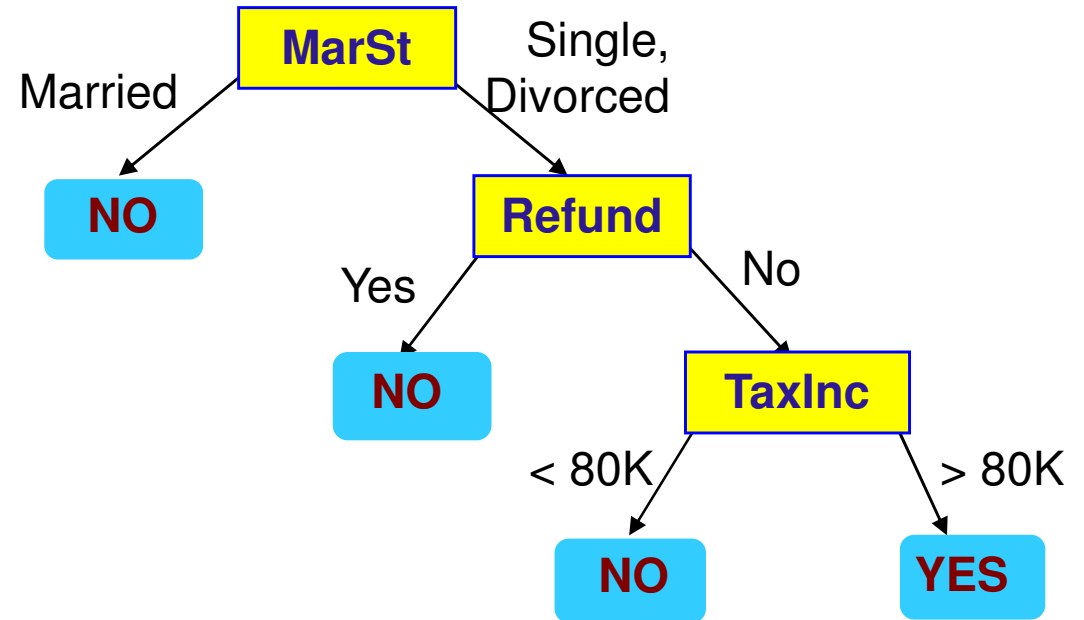 MarSt
Single,
Divorced
Married
NO
Refund
Yes
No
NO
TaxInc
< 80K
> 80K
NO
YES